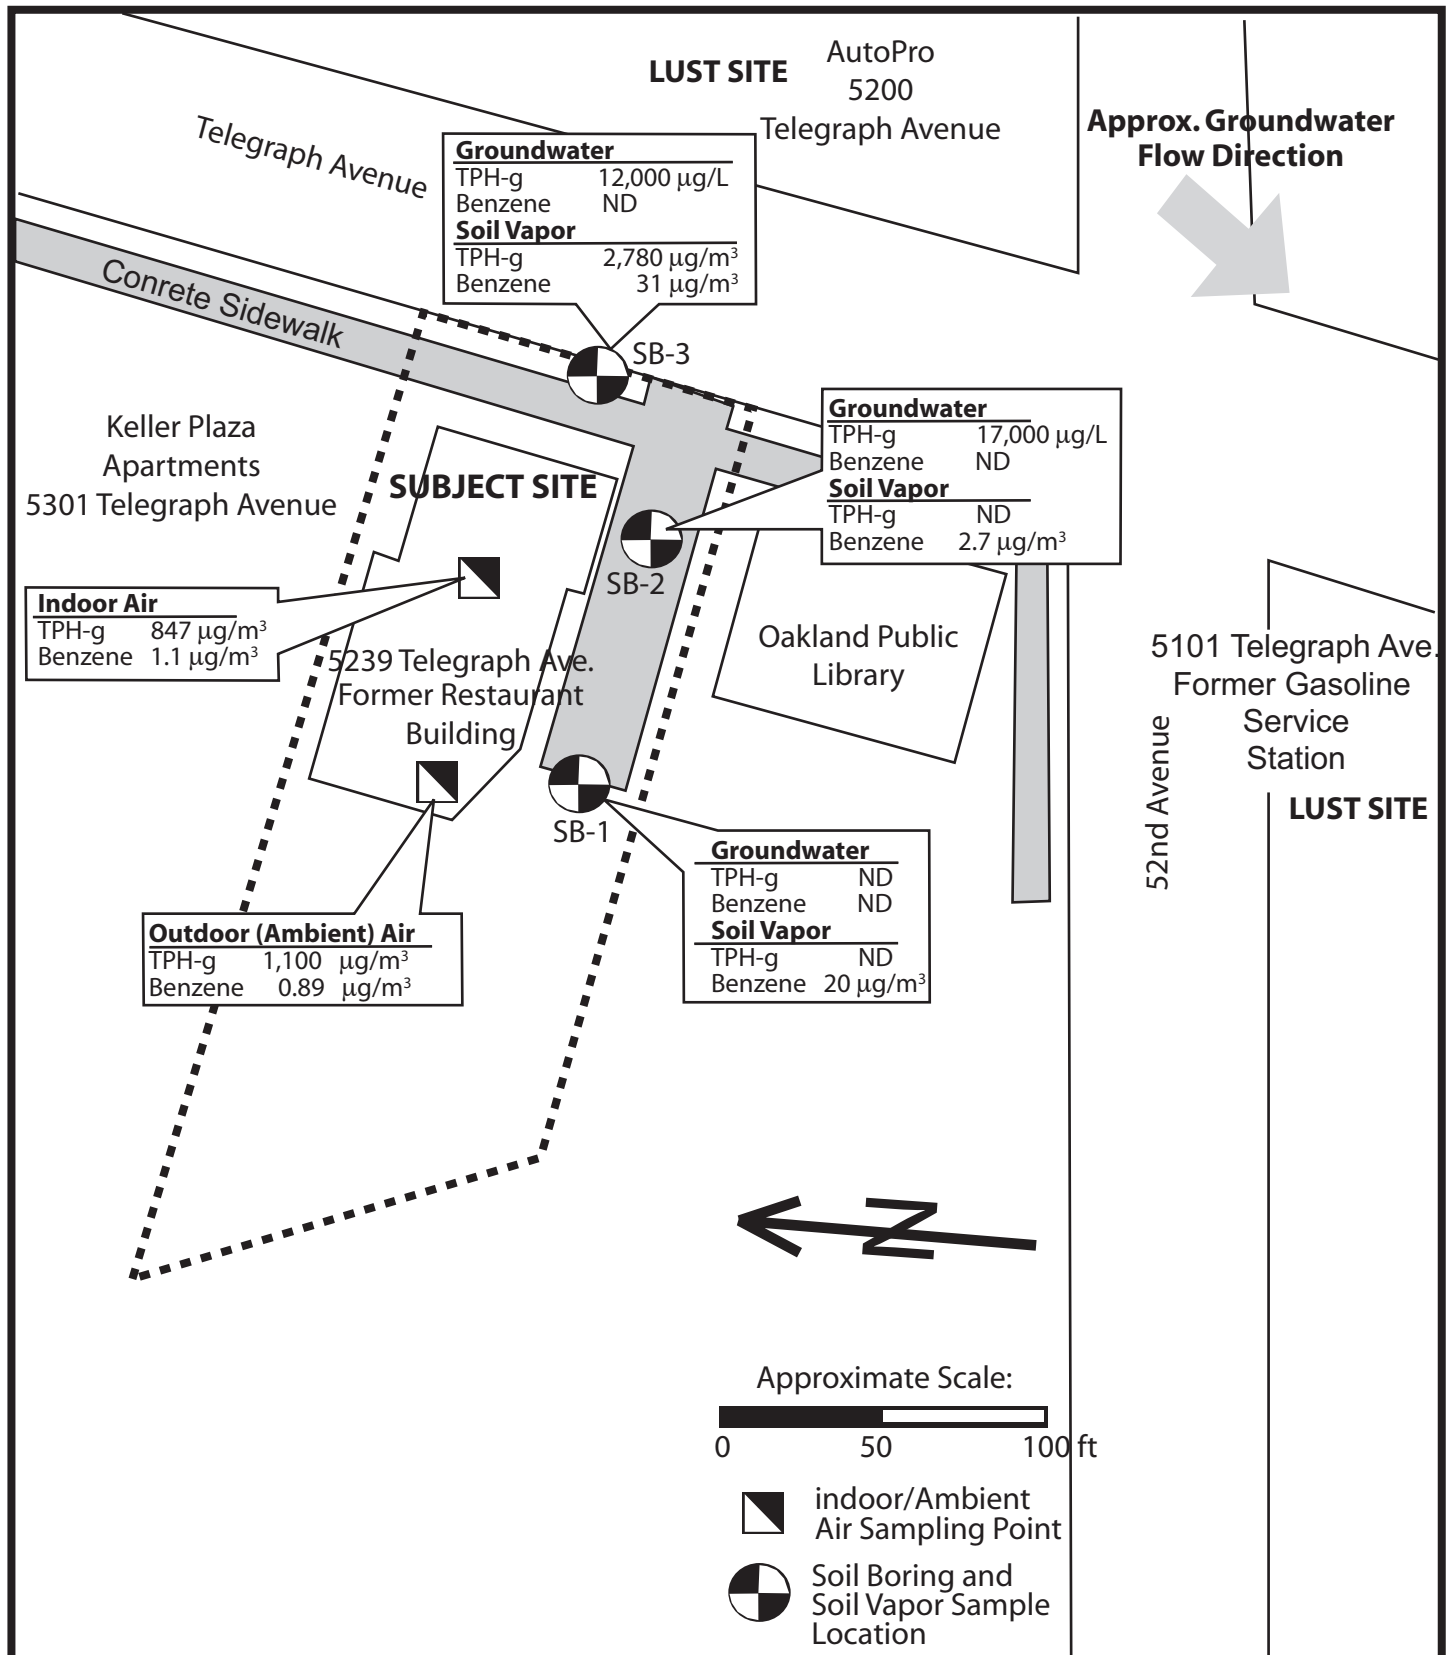 LUST SITE
AutoPro
5200
Telegraph Avenue
Approx. Groundwater
Flow Direction
Telegraph Avenue
Groundwater
TPH-g 12,000 µg/L
Benzene ND
Soil Vapor
TPH-g 2,780 µg/m³
Benzene 31 µg/m³
Conrete Sidewalk
SB-3
Keller Plaza
Apartments
5301 Telegraph Avenue
SUBJECT SITE
Groundwater
TPH-g 17,000 µg/L
Benzene ND
Soil Vapor
TPH-g ND
Benzene 2.7 µg/m³
SB-2
Indoor Air
TPH-g 847 µg/m³
Benzene 1.1 µg/m³
5239 Telegraph Ave.
Former Restaurant
Building
Oakland Public
Library
5101 Telegraph Ave.
Former Gasoline
Service
Station
LUST SITE
52nd Avenue
SB-1
Groundwater
TPH-g ND
Benzene ND
Soil Vapor
TPH-g ND
Benzene 20 µg/m³
Outdoor (Ambient) Air
TPH-g 1,100 µg/m³
Benzene 0.89 µg/m³
N
Approximate Scale:
0 50 100 ft
indoor/Ambient
Air Sampling Point
Soil Boring and
Soil Vapor Sample
Location